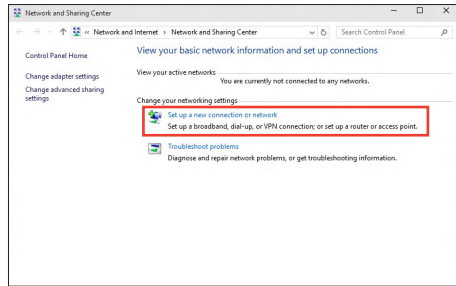 Network and Sharing Center
« Network and Internet › Network and Sharing Center
Search Control Panel
Control Panel Home
Change adapter settings
Change advanced sharing
settings
View your basic network information and set up connections
View your active networks
You are currently not connected to any networks.
Change your networking settings
Set up a new connection or network
Set up a broadband, dial-up, or VPN connection; or set up a router or access point.
Troubleshoot problems
Diagnose and repair network problems, or get troubleshooting information.